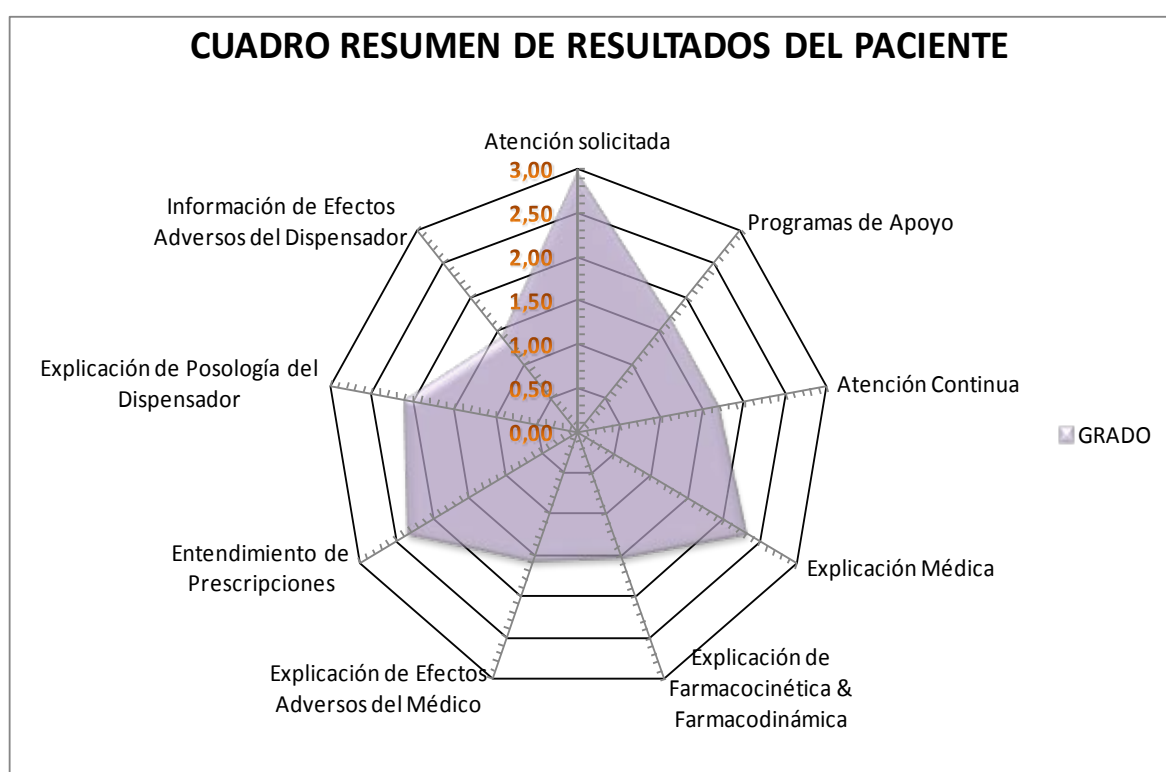 CUADRO RESUMEN DE RESULTADOS DEL PACIENTE
Atención solicitada
Programas de Apoyo
Atención Continua
Explicación Médica
Explicación de
Farmacocinética &
Farmacodinámica
Explicación de Efectos
Adversos del Médico
Entendimiento de
Prescripciones
Explicación de Posología del
Dispensador
Información de Efectos
Adversos del Dispensador
3,00
2,50
2,00
1,50
1,00
0,50
0,00
GRADO